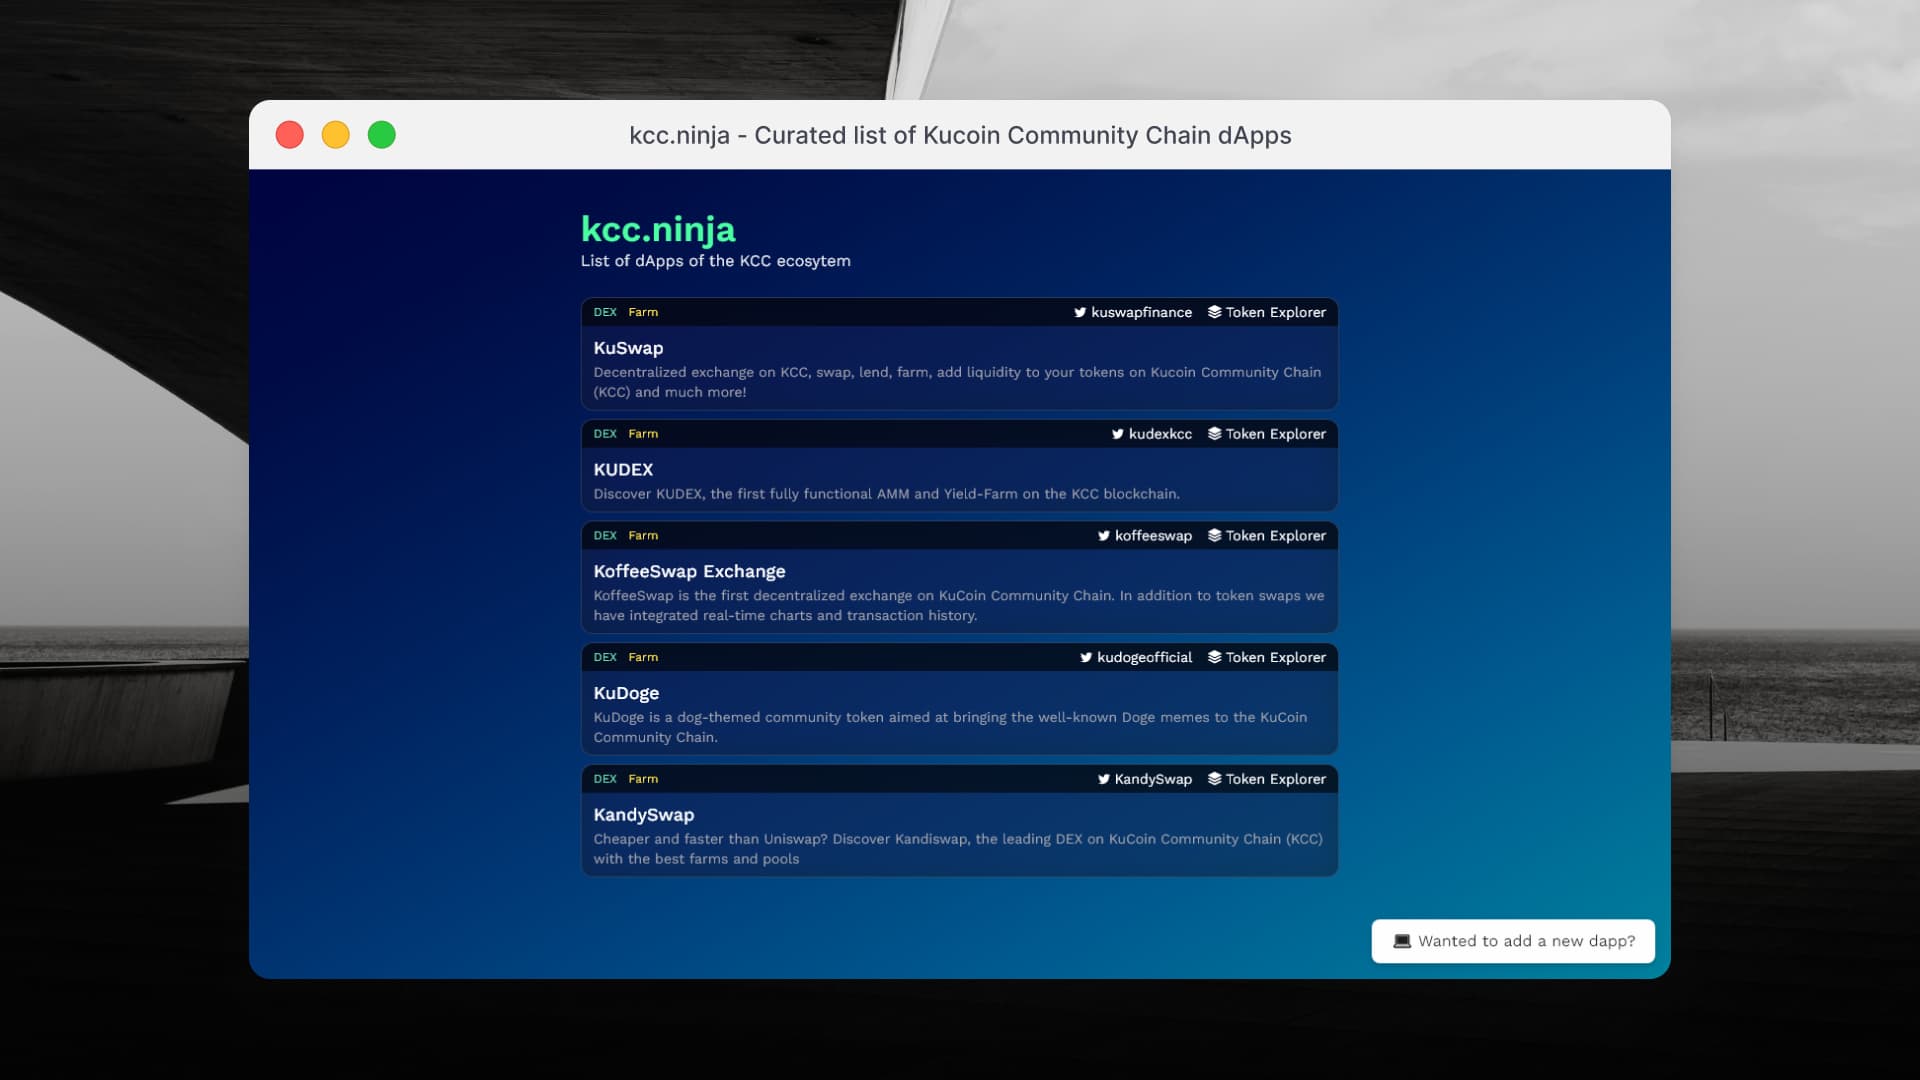 kcc.ninja - Curated list of Kucoin Community Chain dApps
kcc.ninja
List of dApps of the KCC ecosytem
DEX Farm kuswapfinance Token Explorer
KuSwap
Decentralized exchange on KCC, swap, lend, farm, add liquidity to your tokens on Kucoin Community Chain
(KCC) and much more!
DEX Farm kudexkcc Token Explorer
KUDEX
Discover KUDEX, the first fully functional AMM and Yield-Farm on the KCC blockchain.
DEX Farm koffeeswap Token Explorer
KoffeeSwap Exchange
KoffeeSwap is the first decentralized exchange on KuCoin Community Chain. In addition to token swaps we
have integrated real-time charts and transaction history.
DEX Farm kudogeofficial Token Explorer
KuDoge
KuDoge is a dog-themed community token aimed at bringing the well-known Doge memes to the KuCoin
Community Chain.
DEX Farm KandySwap Token Explorer
KandySwap
Cheaper and faster than Uniswap? Discover Kandiswap, the leading DEX on KuCoin Community Chain (KCC)
with the best farms and pools
Wanted to add a new dapp?